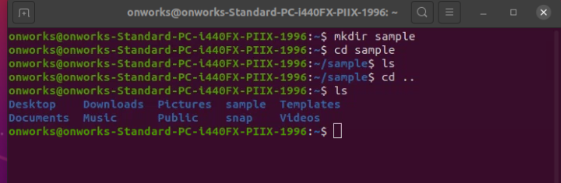 onworks@onworks-Standard-PC-i440FX-PIIX-1996: ~
onworks@onworks-Standard-PC-i440FX-PIIX-1996:~$ mkdir sample
onworks@onworks-Standard-PC-i440FX-PIIX-1996:~$ cd sample
onworks@onworks-Standard-PC-i440FX-PIIX-1996:~/sample$ ls
onworks@onworks-Standard-PC-i440FX-PIIX-1996:~/sample$ cd ..
onworks@onworks-Standard-PC-i440FX-PIIX-1996:~$ ls
Desktop Downloads Pictures sample Templates
Documents Music Public snap Videos
onworks@onworks-Standard-PC-i440FX-PIIX-1996:~$